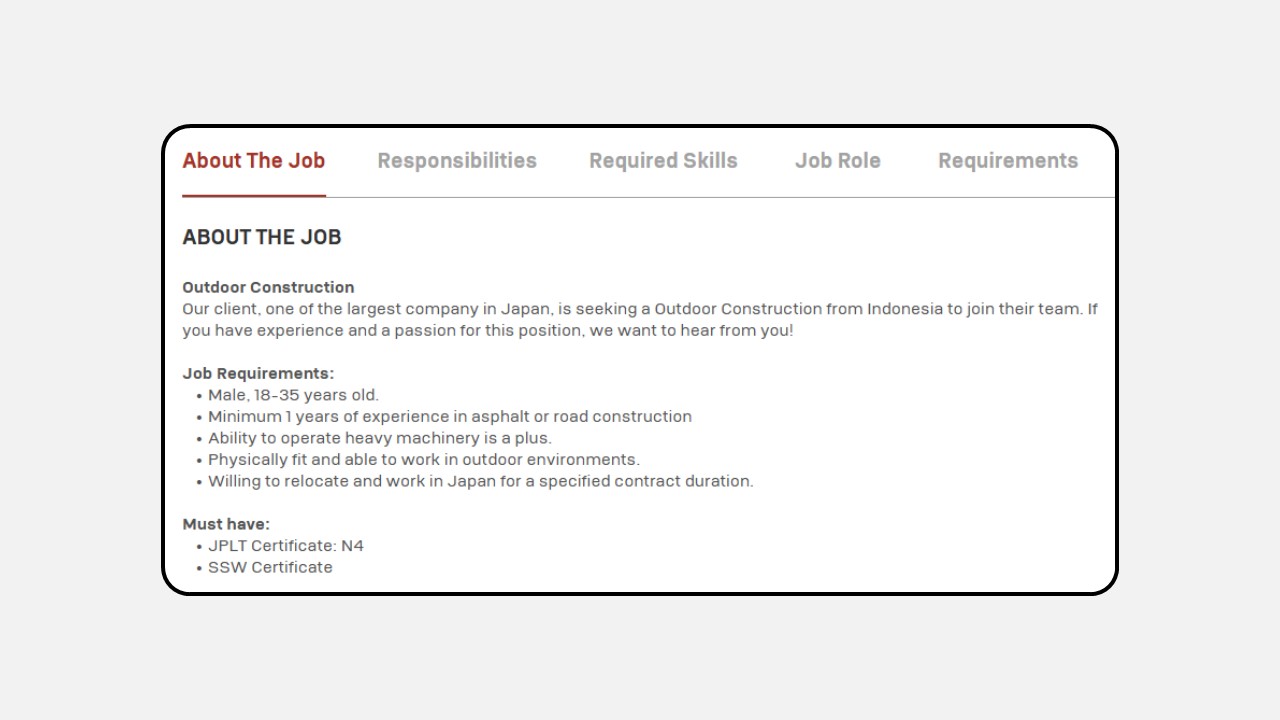 About The Job Responsibilities Required Skills Job Role Requirements
ABOUT THE JOB
Outdoor Construction
Our client, one of the largest company in Japan, is seeking a Outdoor Construction from Indonesia to join their team. If
you have experience and a passion for this position, we want to hear from you!
Job Requirements:
• Male, 18-35 years old.
• Minimum 1 years of experience in asphalt or road construction
• Ability to operate heavy machinery is a plus.
• Physically fit and able to work in outdoor environments.
• Willing to relocate and work in Japan for a specified contract duration.
Must have:
• JPLT Certificate: N4
• SSW Certificate